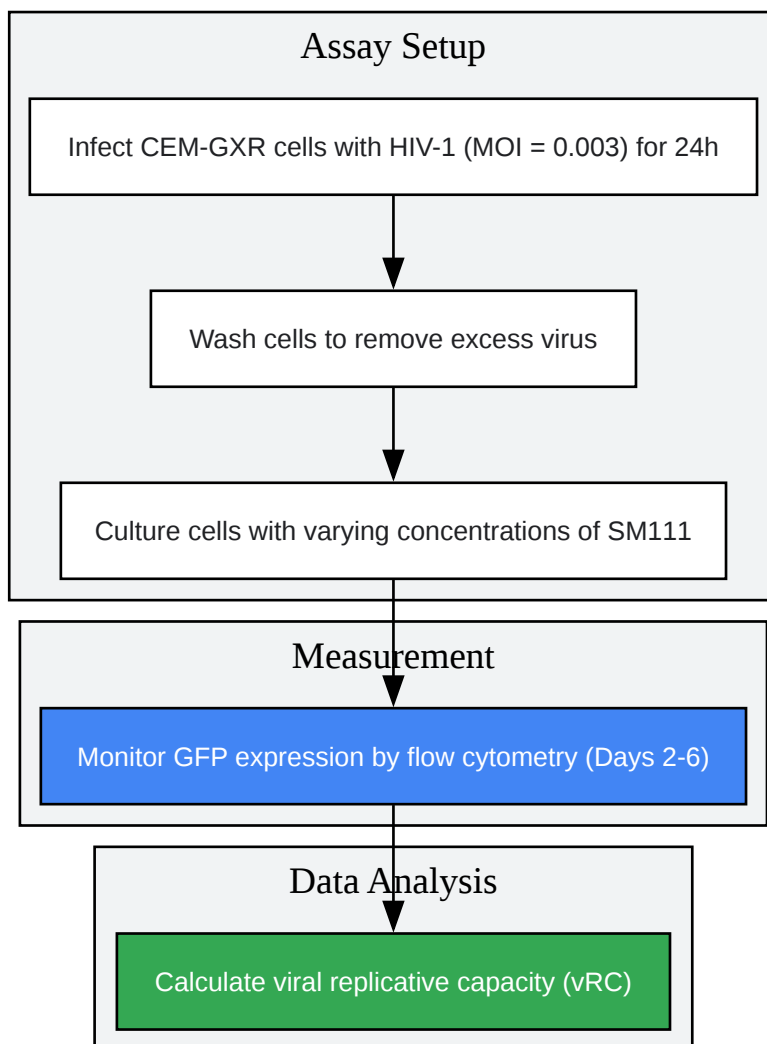 Assay Setup
Infect CEM-GXR cells with HIV-1 (MOI = 0.003) for 24h
Wash cells to remove excess virus
Culture cells with varying concentrations of SM111
Measurement
Monitor GFP expression by flow cytometry (Days 2-6)
Data Analysis
Calculate viral replicative capacity (vRC)